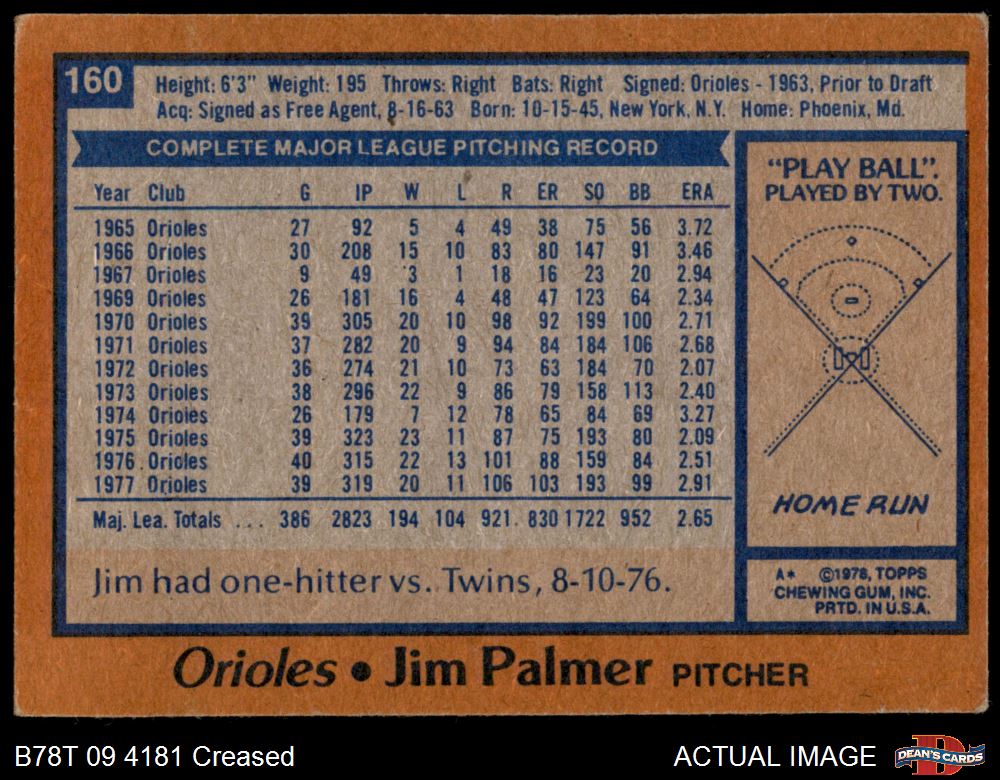 160
Height: 6'3" Weight: 195 Throws: Right Bats: Right Signed: Orioles - 1963, Prior to Draft
Acq: Signed as Free Agent, 8-16-63 Born: 10-15-45, New York, N.Y. Home: Phoenix, Md.
COMPLETE MAJOR LEAGUE PITCHING RECORD
Year Club G IP W L R ER SO BB ERA
1965 Orioles 27 92 5 4 49 38 75 56 3.72
1966 Orioles 30 208 15 10 83 80 147 91 3.46
1967 Orioles 9 49 3 1 18 16 23 20 2.94
1969 Orioles 26 181 16 4 48 47 123 64 2.34
1970 Orioles 39 305 20 10 98 92 199 100 2.71
1971 Orioles 37 282 20 9 94 84 184 106 2.68
1972 Orioles 36 274 21 10 73 63 184 70 2.07
1973 Orioles 38 296 22 9 86 79 158 113 2.40
1974 Orioles 26 179 7 12 78 65 84 69 3.27
1975 Orioles 39 323 23 11 87 75 193 80 2.09
1976 Orioles 40 315 22 13 101 88 159 84 2.51
1977 Orioles 39 319 20 11 106 103 193 99 2.91
Maj. Lea. Totals ... 386 2823 194 104 921 830 1722 952 2.65
Jim had one-hitter vs. Twins, 8-10-76.
"PLAY BALL".
PLAYED BY TWO.
HOME RUN
A* ©1978, TOPPS
CHEWING GUM, INC.
PRTD. IN U.S.A.
Orioles • Jim Palmer PITCHER
B78T 09 4181 Creased
ACTUAL IMAGE
DEAN'S CARDS